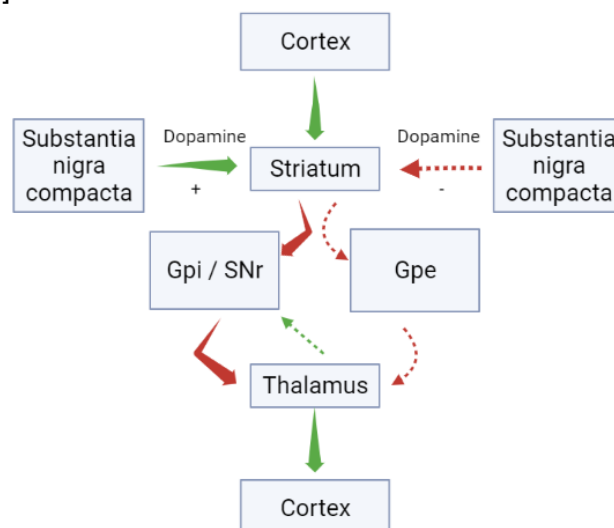 ]
Cortex
Substantia
nigra
compacta
Dopamine
+
Striatum
Dopamine
-
Substantia
nigra
compacta
Gpi / SNr
Gpe
Thalamus
Cortex